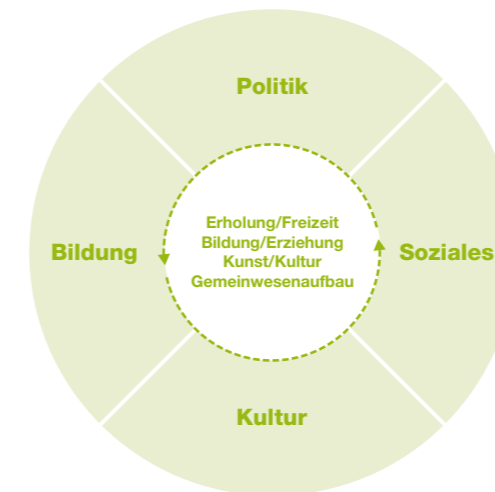 Politik
Erholung/Freizeit
Bildung/Erziehung
Kunst/Kultur
Gemeinwesenaufbau
Bildung
Soziales
Kultur